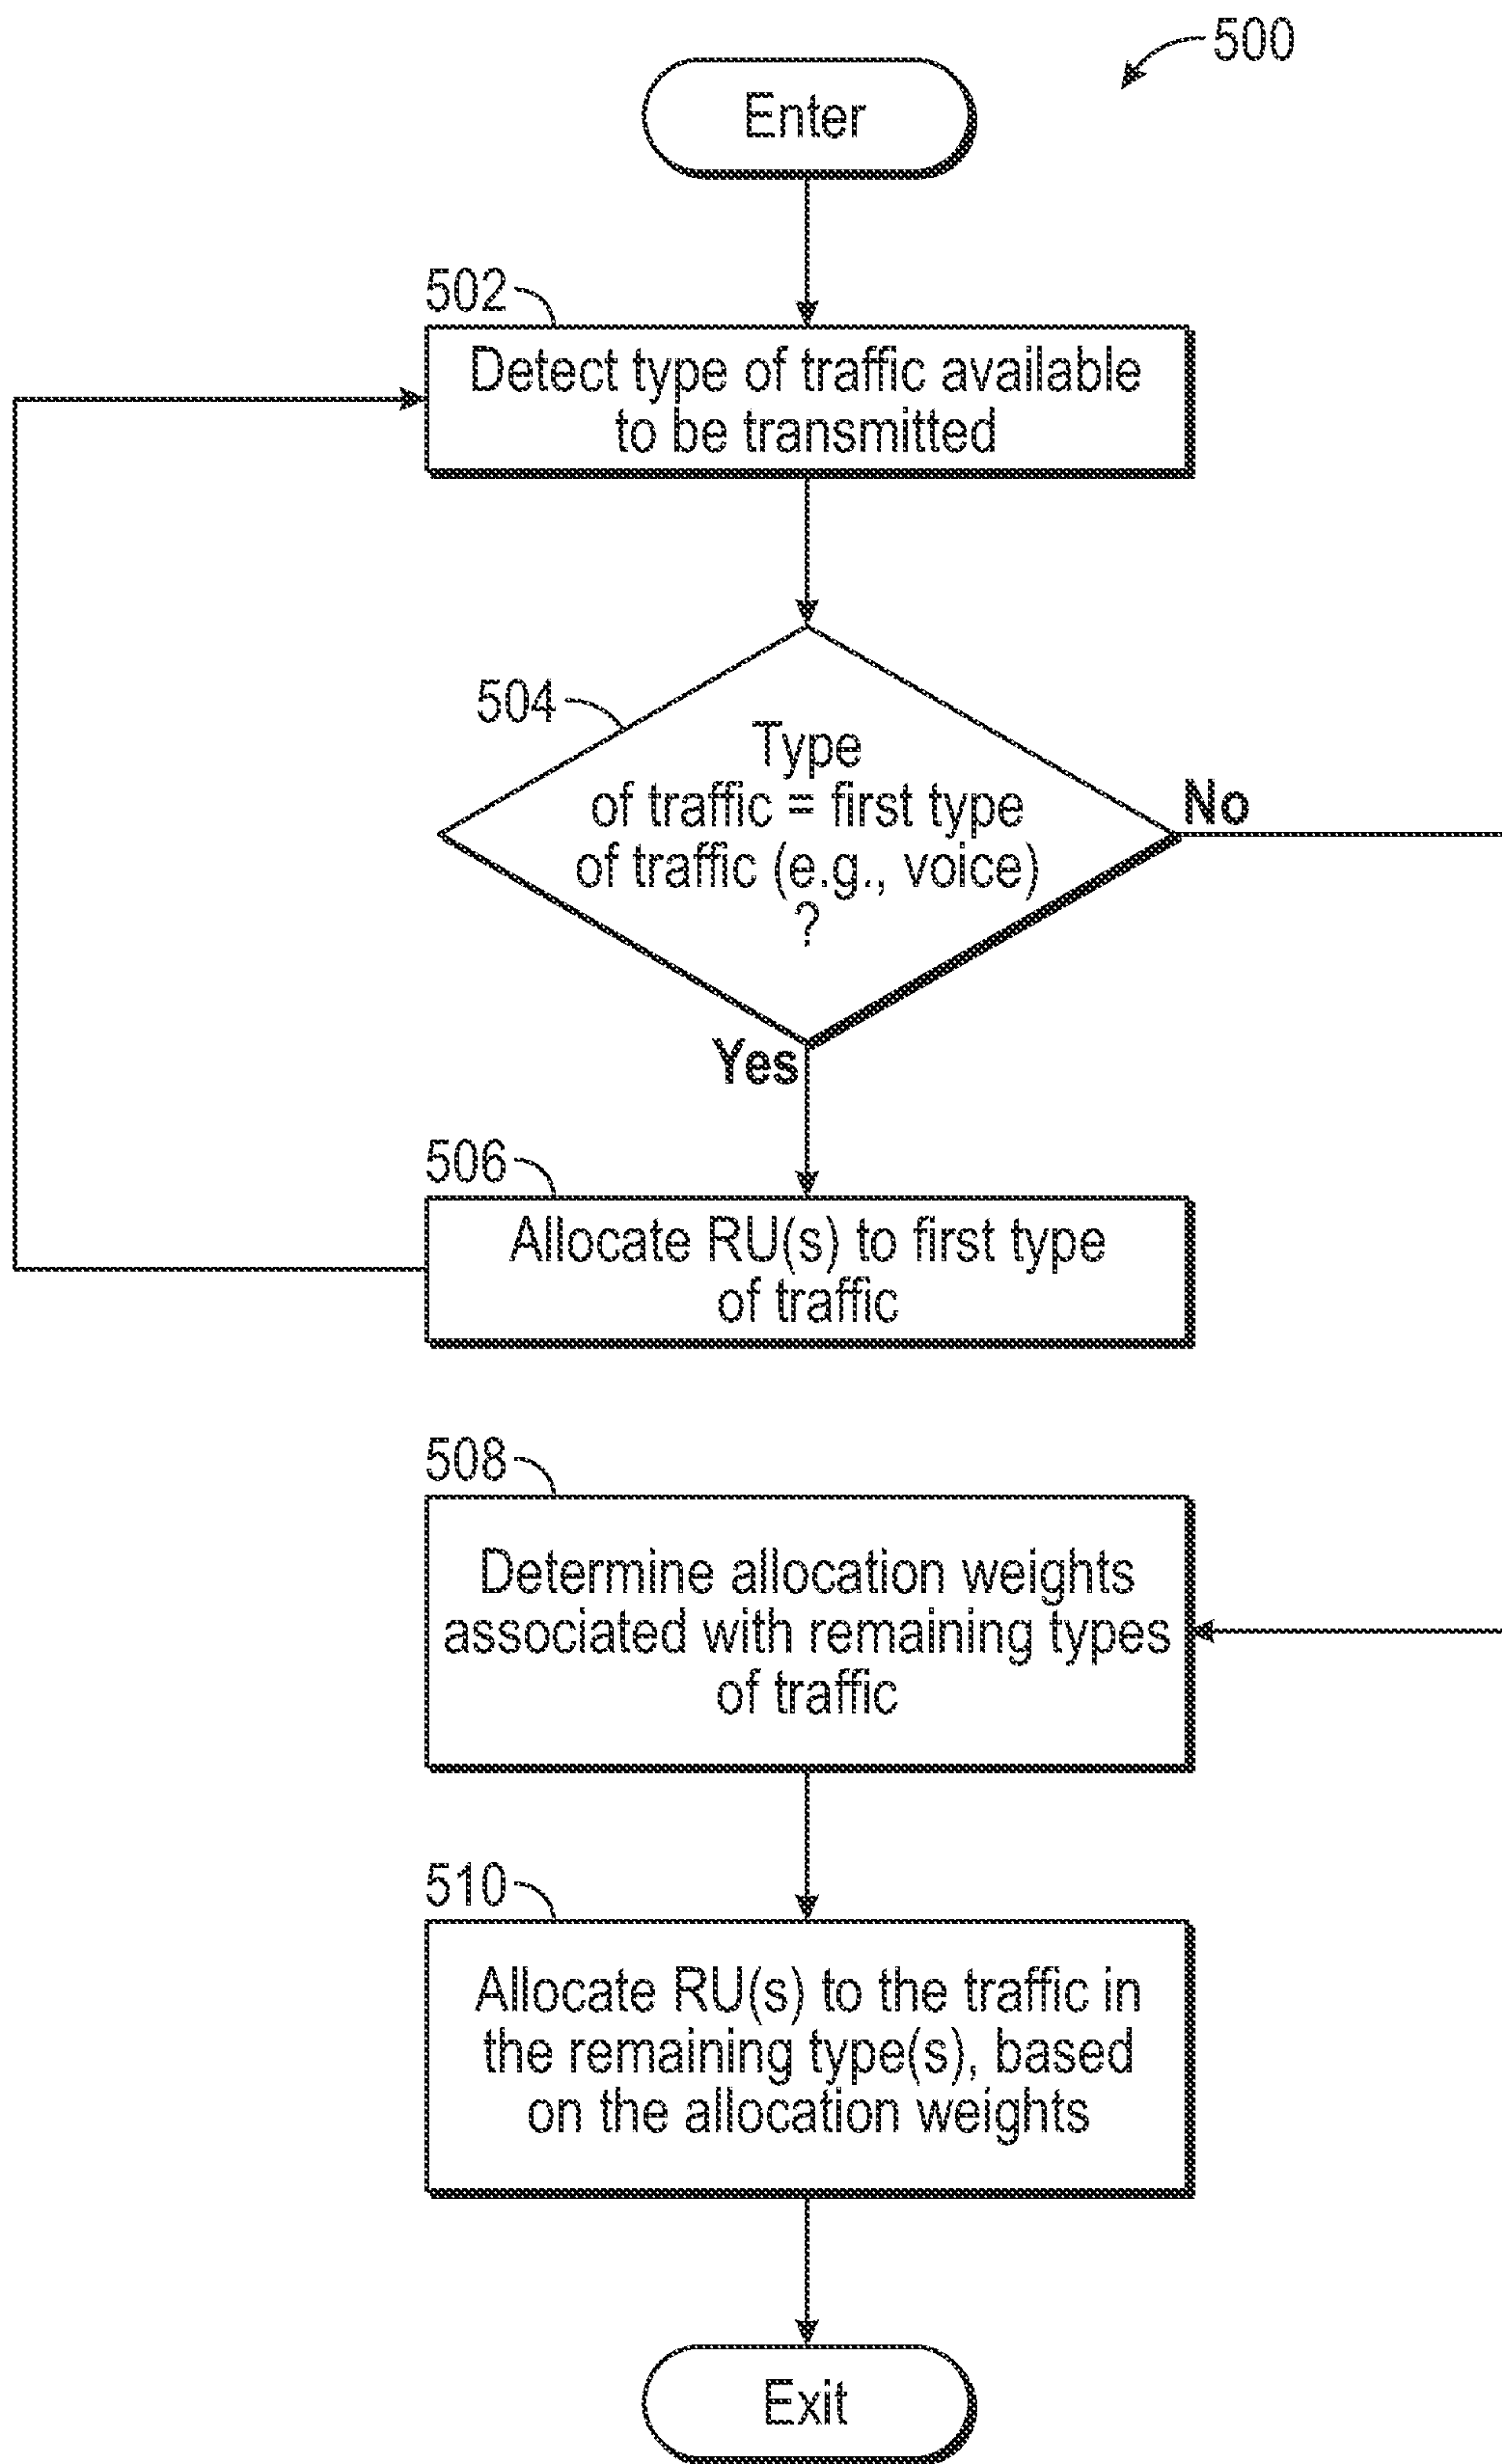 500
Enter
502
Detect type of traffic available
to be transmitted
504
Type
of traffic = first type
of traffic (e.g., voice)
?
No
Yes
506
Allocate RU(s) to first type
of traffic
508
Determine allocation weights
associated with remaining types
of traffic
510
Allocate RU(s) to the traffic in
the remaining type(s), based
on the allocation weights
Exit